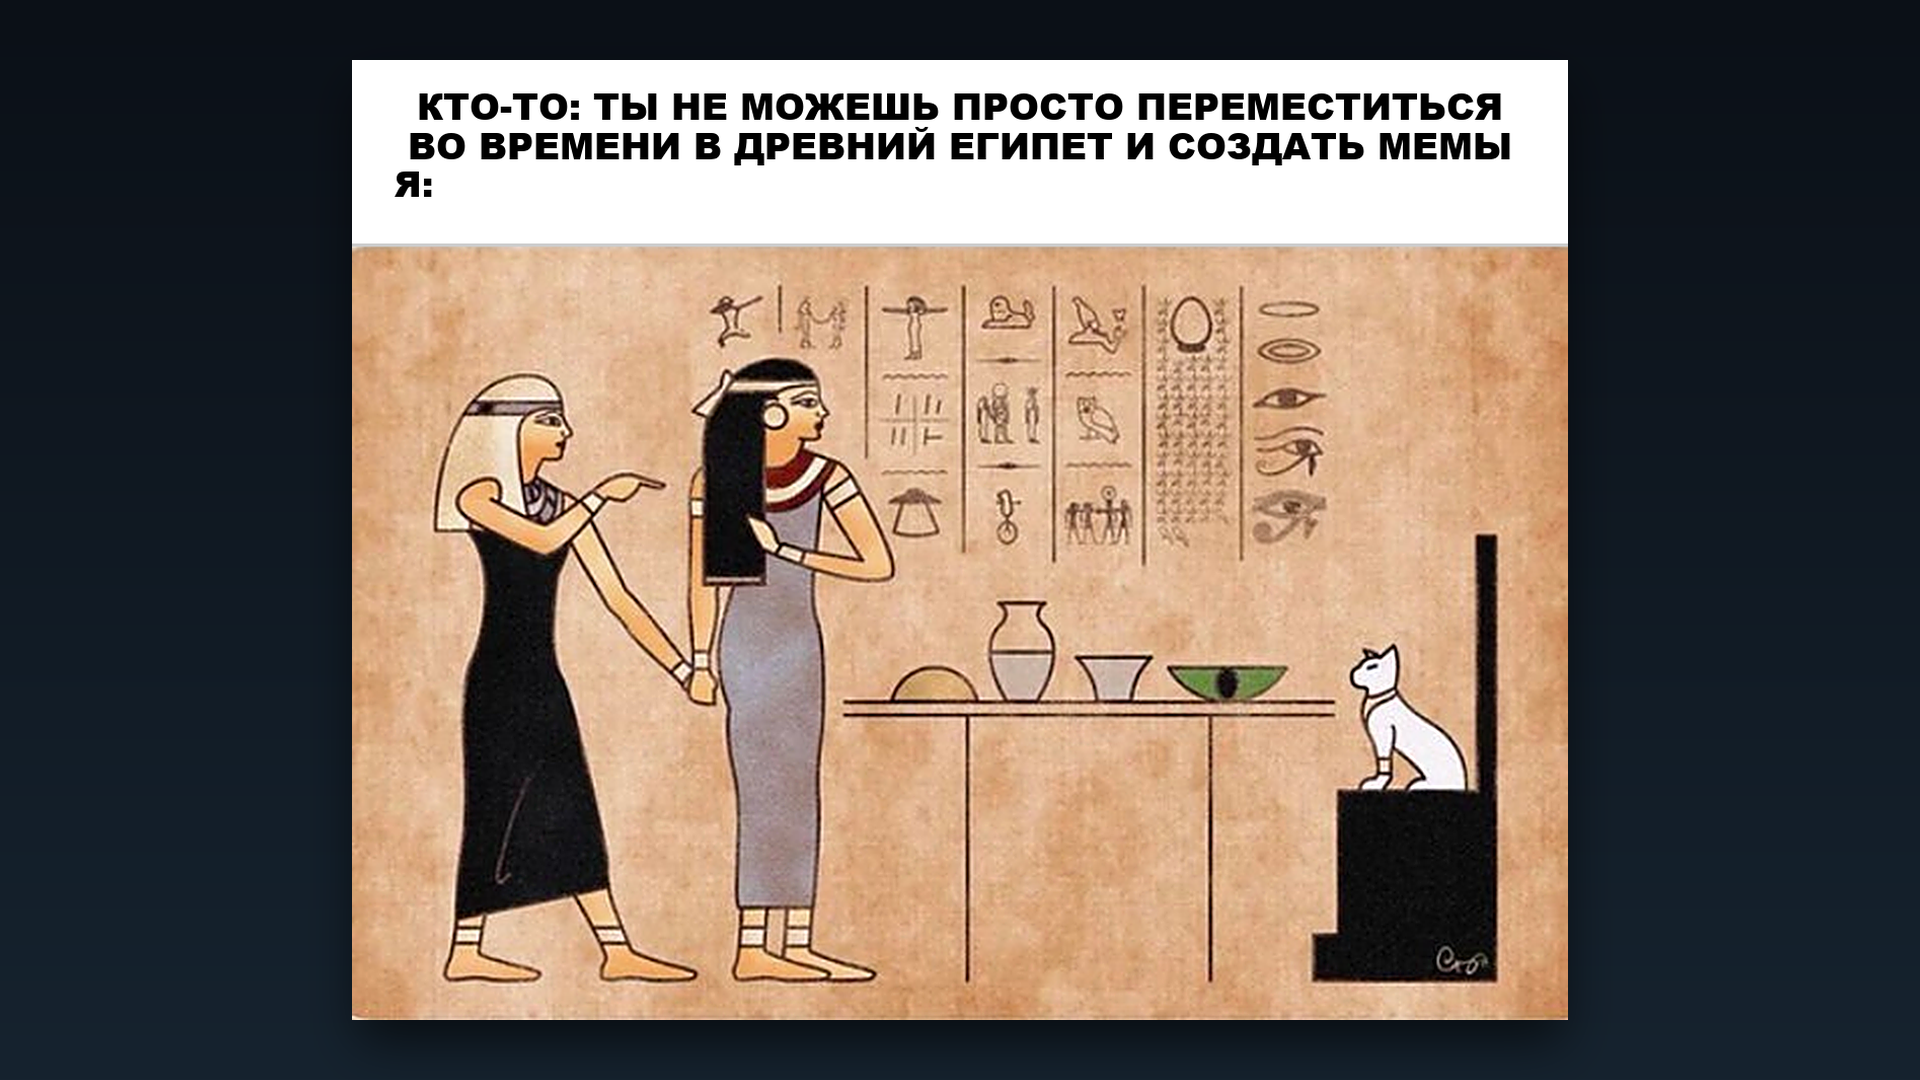 КТО-ТО: ТЫ НЕ МОЖЕШЬ ПРОСТО ПЕРЕМЕСТИТЬСЯ
ВО ВРЕМЕНИ В ДРЕВНИЙ ЕГИПЕТ И СОЗДАТЬ МЕМЫ
Я: